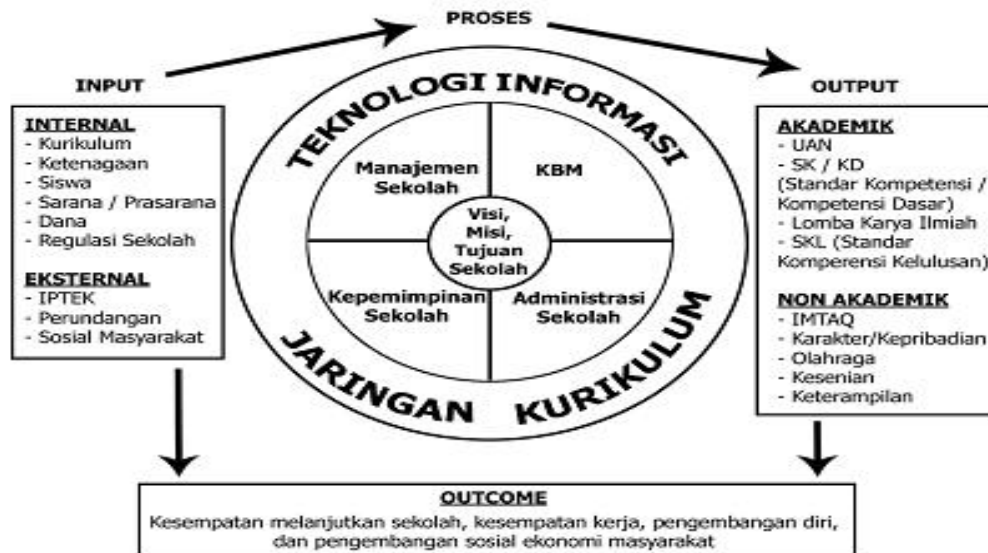 PROSES
INPUT
INTERNAL
- Kurikulum
- Ketenagaan
- Siswa
- Sarana / Prasarana
- Dana
- Regulasi Sekolah
EKSTERNAL
- IPTEK
- Perundangan
- Sosial Masyarakat
TEKNOLOGI INFORMASI
Manajemen
Sekolah
KBM
Visi,
Misi,
Tujuan
Sekolah
Kepemimpinan
Sekolah
Administrasi
Sekolah
JARINGAN KURIKULUM
OUTPUT
AKADEMIK
- UAN
- SK / KD
(Standar Kompetensi /
Kompetensi Dasar)
- Lomba Karya Ilmiah
- SKL (Standar
Komperensi Kelulusan)
NON AKADEMIK
- IMTAQ
- Karakter/Kepribadian
- Olahraga
- Kesenian
- Keterampilan
OUTCOME
Kesempatan melanjutkan sekolah, kesempatan kerja, pengembangan diri,
dan pengembangan sosial ekonomi masyarakat